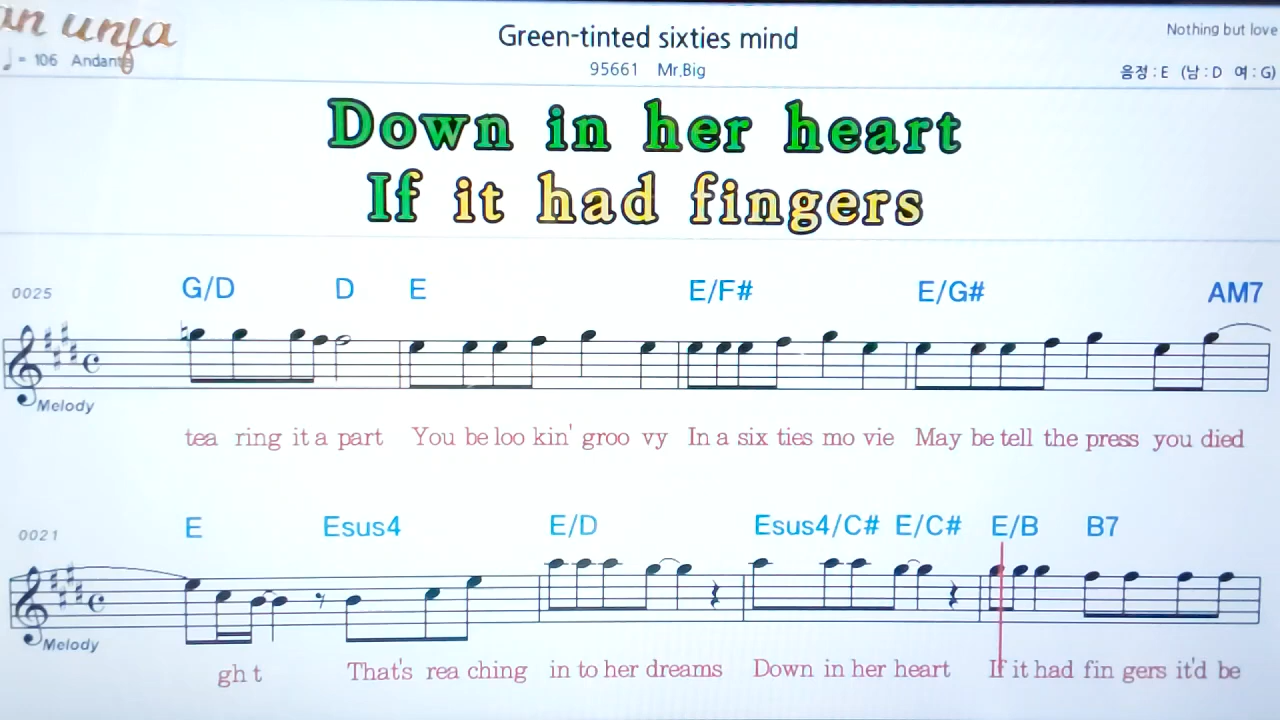 an unfa
♩ = 106 Andante
Green-tinted sixties mind
95661 Mr.Big
Nothing but love
음정 : E (남 : D 여 : G)
Down in her heart
If it had fingers
0025
G/D D E E/F# E/G# AM7
Melody
tea ring it a part You be loo kin' groo vy In a six ties mo vie May be tell the press you died
0021
E Esus4 E/D Esus4/C# E/C# E/B B7
Melody
gh t That's rea ching in to her dreams Down in her heart If it had fin gers it'd be